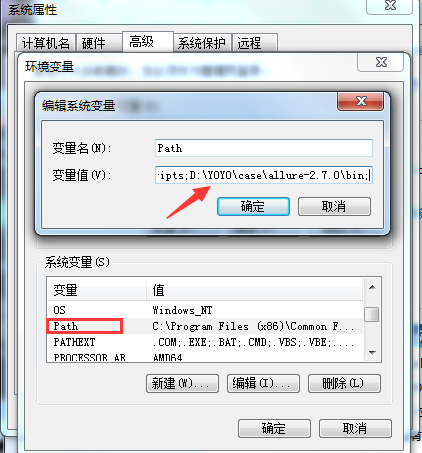 系统属性
计算机名 硬件 高级 系统保护 远程
环境变量
编辑系统变量
变量名(N): Path
变量值(V): ipts;D:\YOYO\case\allure-2.7.0\bin;
确定 取消
系统变量(S)
变量 值
OS Windows_NT
Path C:\Program Files (x86)\Common F...
PATHEXT .COM;.EXE;.BAT;.CMD;.VBS;.VBE;....
PROCESSOR_AR AMD64
新建(W)... 编辑(I)... 删除(L)
确定 取消